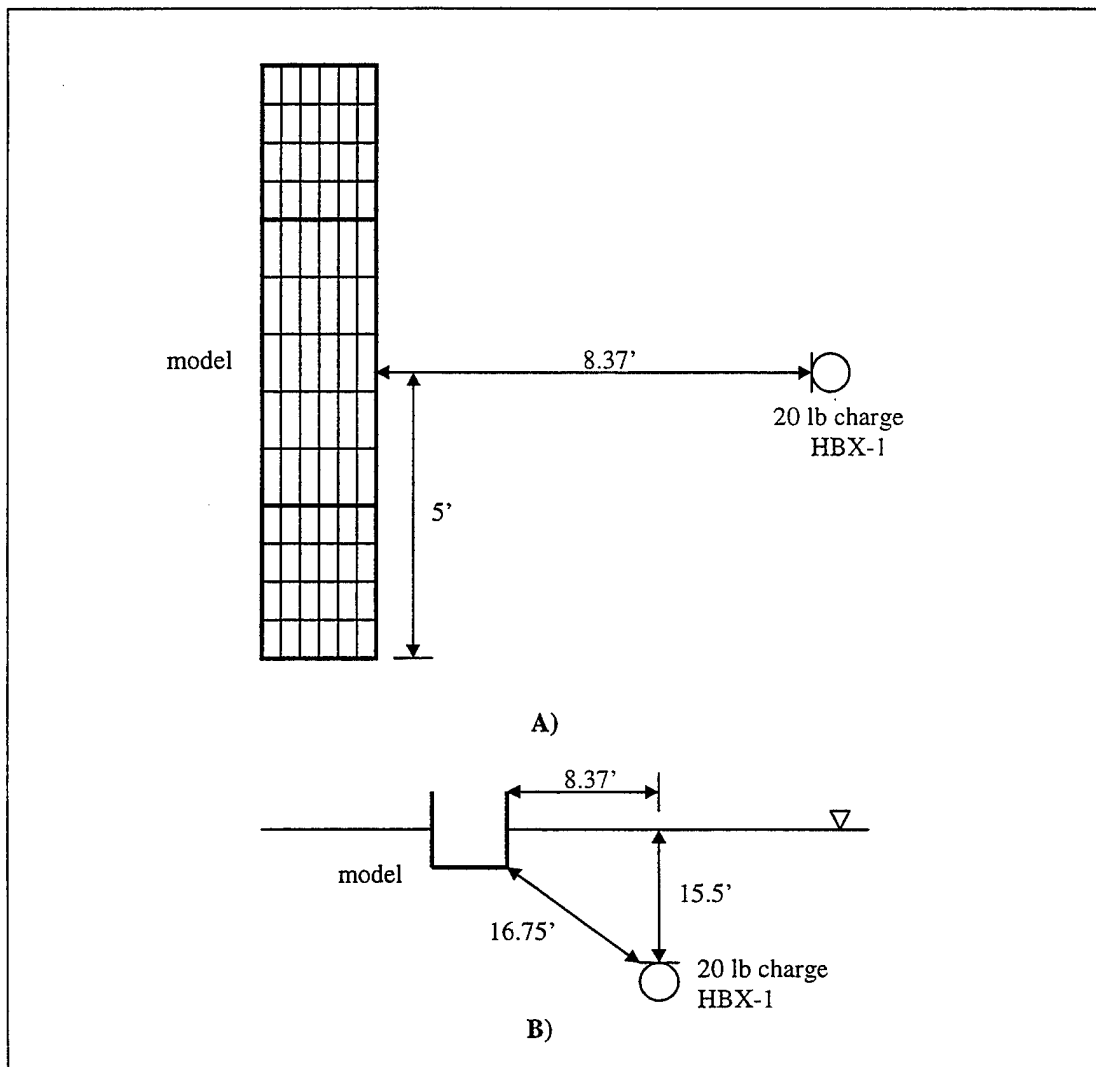 model
8.37'
20 lb charge
HBX-1
5'
A)
8.37'
model
15.5'
16.75'
20 lb charge
HBX-1
B)